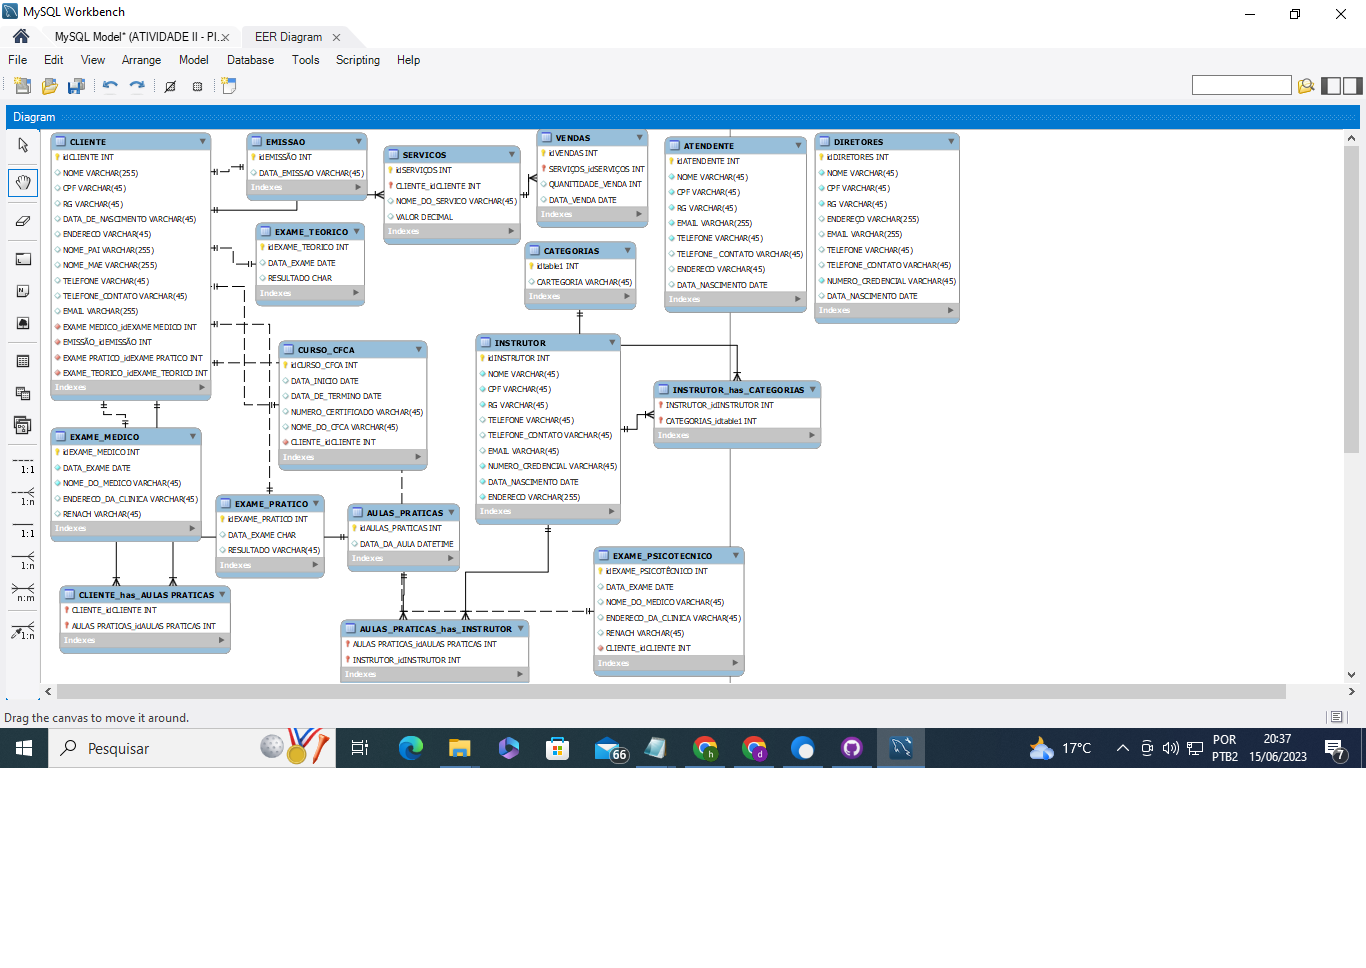 MySQL Workbench
MySQL Model* (ATIVIDADE II - PI... ×
EER Diagram ×
File Edit View Arrange Model Database Tools Scripting Help
Diagram
CLIENTE
idCLIENTE INT
NOME VARCHAR(255)
CPF VARCHAR(45)
RG VARCHAR(45)
DATA_DE_NASCIMENTO VARCHAR(45)
ENDERECO VARCHAR(45)
NOME_PAI VARCHAR(255)
NOME_MAE VARCHAR(255)
TELEFONE VARCHAR(45)
TELEFONE_CONTATO VARCHAR(45)
EMAIL VARCHAR(255)
EXAME MEDICO_idEXAME MEDICO INT
EMISSÃO_idEMISSÃO INT
EXAME PRATICO_idEXAME PRATICO INT
EXAME_TEORICO_idEXAME_TEORICO INT
Indexes
EMISSAO
idEMISSÃO INT
DATA_EMISSAO VARCHAR(45)
Indexes
SERVICOS
idSERVIÇOS INT
CLIENTE_idCLIENTE INT
NOME_DO_SERVICO VARCHAR(45)
VALOR DECIMAL
Indexes
VENDAS
idVENDAS INT
SERVIÇOS_idSERVIÇOS INT
QUANITIDADE_VENDA INT
DATA_VENDA DATE
Indexes
ATENDENTE
idATENDENTE INT
NOME VARCHAR(45)
CPF VARCHAR(45)
RG VARCHAR(45)
EMAIL VARCHAR(255)
TELEFONE VARCHAR(45)
TELEFONE_ CONTATO VARCHAR(45)
ENDERECO VARCHAR(45)
DATA_NASCIMENTO DATE
Indexes
DIRETORES
idDIRETORES INT
NOME VARCHAR(45)
CPF VARCHAR(45)
RG VARCHAR(45)
ENDEREÇO VARCHAR(255)
EMAIL VARCHAR(255)
TELEFONE VARCHAR(45)
TELEFONE_CONTATO VARCHAR(45)
NUMERO_CREDENCIAL VARCHAR(45)
DATA_NASCIMENTO DATE
Indexes
EXAME_TEORICO
idEXAME_TEORICO INT
DATA_EXAME DATE
RESULTADO CHAR
Indexes
CATEGORIAS
idtable1 INT
CARTEGORIA VARCHAR(45)
Indexes
CURSO_CFCA
idCURSO_CFCA INT
DATA_INICIO DATE
DATA_DE_TERMINO DATE
NUMERO_CERTIFICADO VARCHAR(45)
NOME_DO_CFCA VARCHAR(45)
CLIENTE_idCLIENTE INT
Indexes
INSTRUTOR
idINSTRUTOR INT
NOME VARCHAR(45)
CPF VARCHAR(45)
RG VARCHAR(45)
TELEFONE VARCHAR(45)
TELEFONE_CONTATO VARCHAR(45)
EMAIL VARCHAR(45)
NUMERO_CREDENCIAL VARCHAR(45)
DATA_NASCIMENTO DATE
ENDERECO VARCHAR(255)
Indexes
INSTRUTOR_has_CATEGORIAS
INSTRUTOR_idINSTRUTOR INT
CATEGORIAS_idtable1 INT
Indexes
EXAME_MEDICO
idEXAME_MEDICO INT
DATA_EXAME DATE
NOME_DO_MEDICO VARCHAR(45)
ENDERECO_DA_CLINICA VARCHAR(45)
RENACH VARCHAR(45)
Indexes
EXAME_PRATICO
idEXAME_PRATICO INT
DATA_EXAME CHAR
RESULTADO VARCHAR(45)
Indexes
AULAS_PRATICAS
idAULAS_PRATICAS INT
DATA_DA_AULA DATETIME
Indexes
EXAME_PSICOTECNICO
idEXAME_PSICOTÉCNICO INT
DATA_EXAME DATE
NOME_DO_MEDICO VARCHAR(45)
ENDERECO_DA_CLINICA VARCHAR(45)
RENACH VARCHAR(45)
CLIENTE_idCLIENTE INT
Indexes
CLIENTE_has_AULAS PRATICAS
CLIENTE_idCLIENTE INT
AULAS PRATICAS_idAULAS PRATICAS INT
Indexes
AULAS_PRATICAS_has_INSTRUTOR
AULAS PRATICAS_idAULAS PRATICAS INT
INSTRUTOR_idINSTRUTOR INT
Indexes
1:1
1:n
1:1
1:n
n:m
1:n
Drag the canvas to move it around.
Pesquisar
66
h
d
17°C
POR
PTB2
20:37
15/06/2023
7